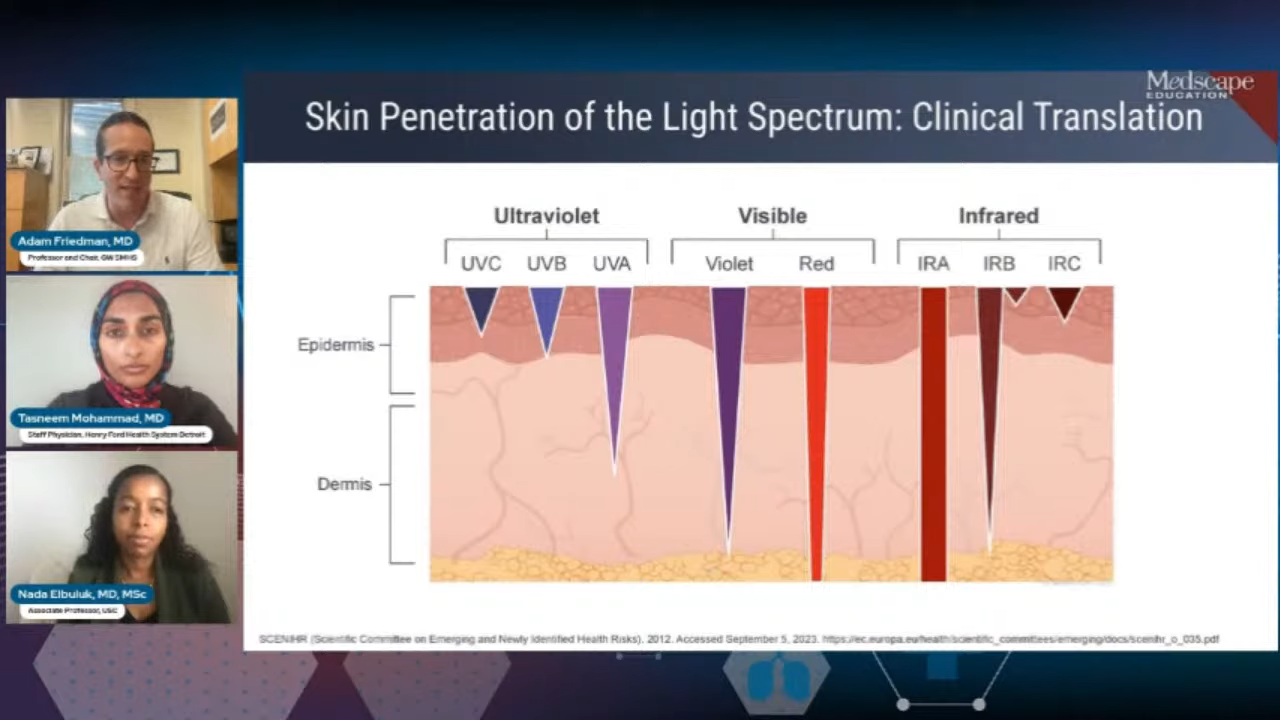 Medscape
EDUCATION
Skin Penetration of the Light Spectrum: Clinical Translation
Adam Friedman, MD
Professor and Chair, GW SMHS
Tasneem Mohammad, MD
Staff Physician, Henry Ford Health System Detroit
Nada Elbuluk, MD, MSc
Associate Professor, USC
Ultraviolet Visible Infrared
UVC UVB UVA Violet Red IRA IRB IRC
Epidermis
Dermis
SCENIHR (Scientific Committee on Emerging and Newly Identified Health Risks). 2012. Accessed September 5, 2023. https://ec.europa.eu/health/scientific_committees/emerging/docs/scenihr_o_035.pdf